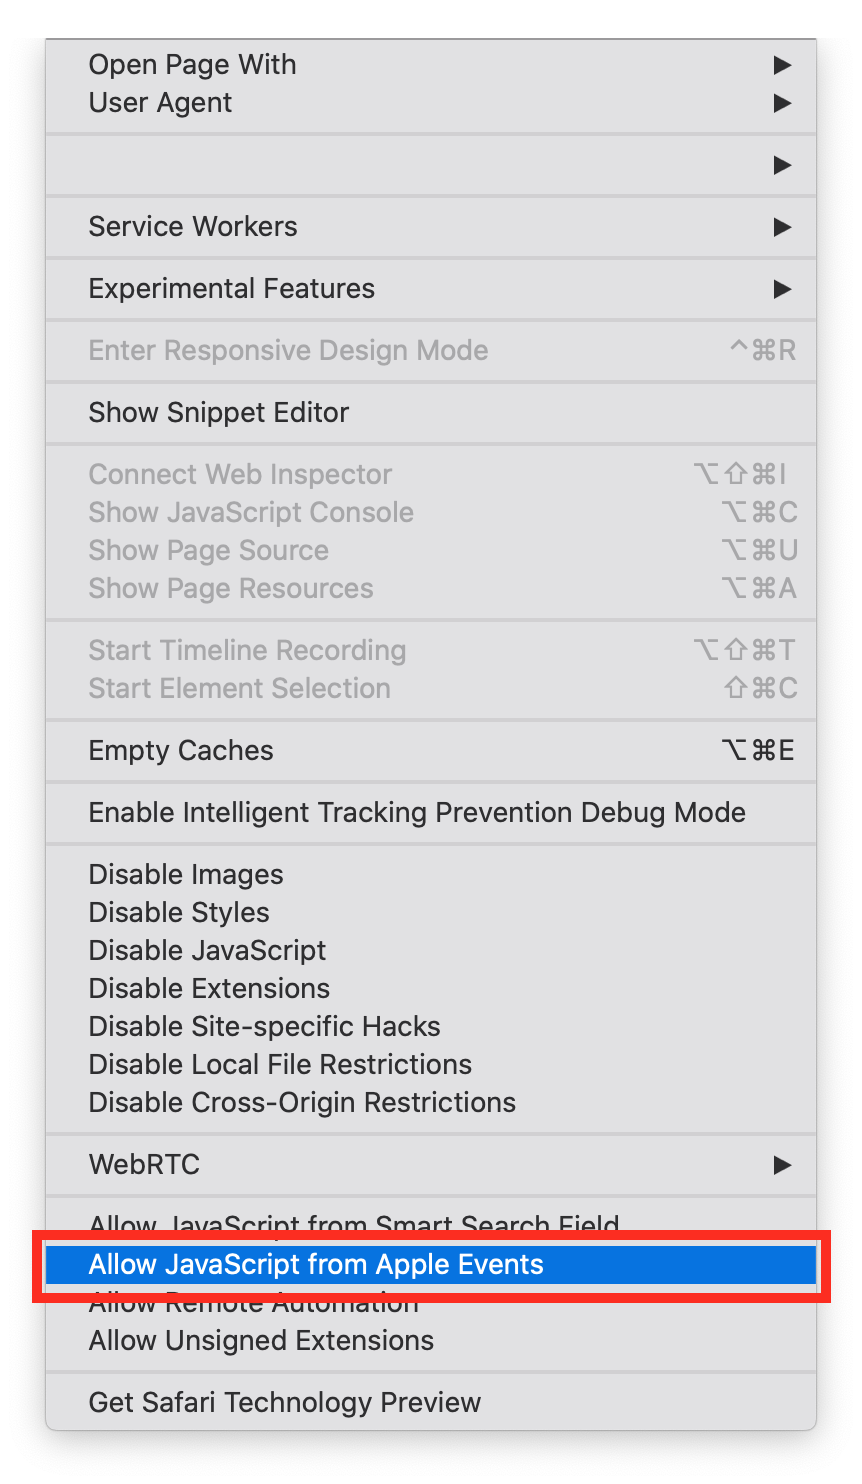 Open Page With ▶
User Agent ▶
▶
Service Workers ▶
Experimental Features ▶
Enter Responsive Design Mode ^⌘R
Show Snippet Editor
Connect Web Inspector ⌥⇧⌘I
Show JavaScript Console ⌥⌘C
Show Page Source ⌥⌘U
Show Page Resources ⌥⌘A
Start Timeline Recording ⌥⇧⌘T
Start Element Selection ⇧⌘C
Empty Caches ⌥⌘E
Enable Intelligent Tracking Prevention Debug Mode
Disable Images
Disable Styles
Disable JavaScript
Disable Extensions
Disable Site-specific Hacks
Disable Local File Restrictions
Disable Cross-Origin Restrictions
WebRTC ▶
Allow JavaScript from Smart Search Field
Allow JavaScript from Apple Events
Allow Remote Automation
Allow Unsigned Extensions
Get Safari Technology Preview